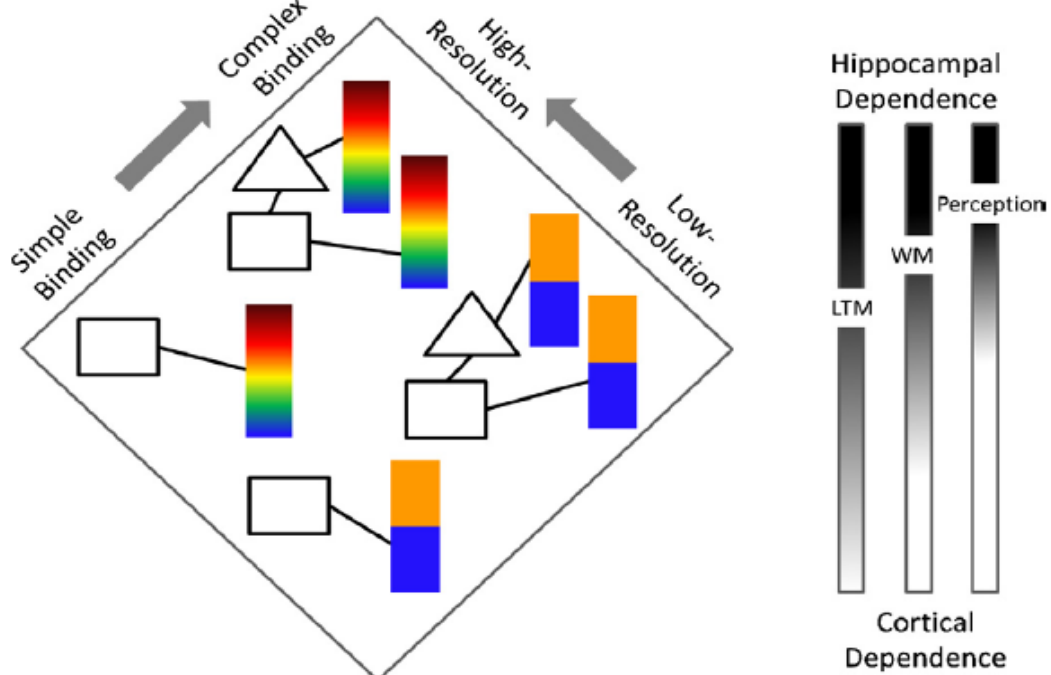 Complex
Binding
High-
Resolution
Simple
Binding
Low-
Resolution
Hippocampal
Dependence
Perception
WM
LTM
Cortical
Dependence